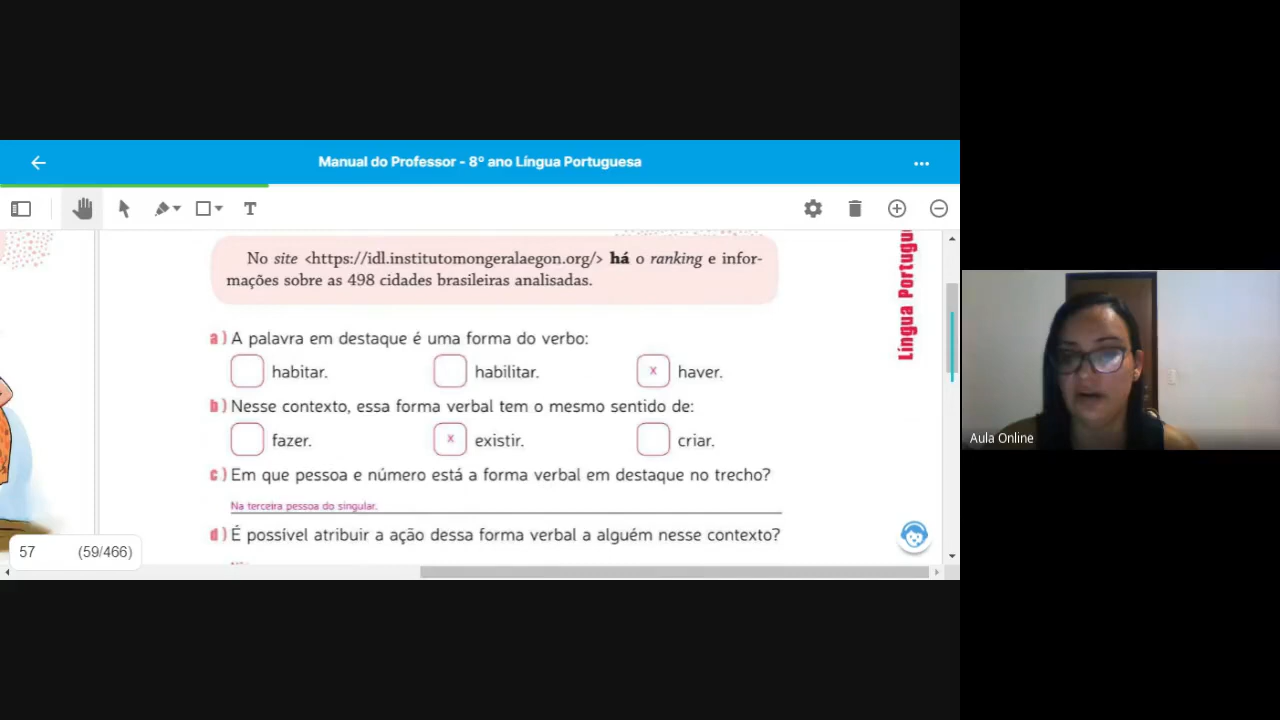 Manual do Professor - 8º ano Língua Portuguesa
T
No site <https://idl.institutomongeralaegon.org/> há o ranking e infor-
mações sobre as 498 cidades brasileiras analisadas.
a) A palavra em destaque é uma forma do verbo:
habitar. habilitar. x haver.
b) Nesse contexto, essa forma verbal tem o mesmo sentido de:
fazer. x existir. criar.
c) Em que pessoa e número está a forma verbal em destaque no trecho?
Na terceira pessoa do singular.
d) É possível atribuir a ação dessa forma verbal a alguém nesse contexto?
57 (59/466)
Língua Portugu
Aula Online